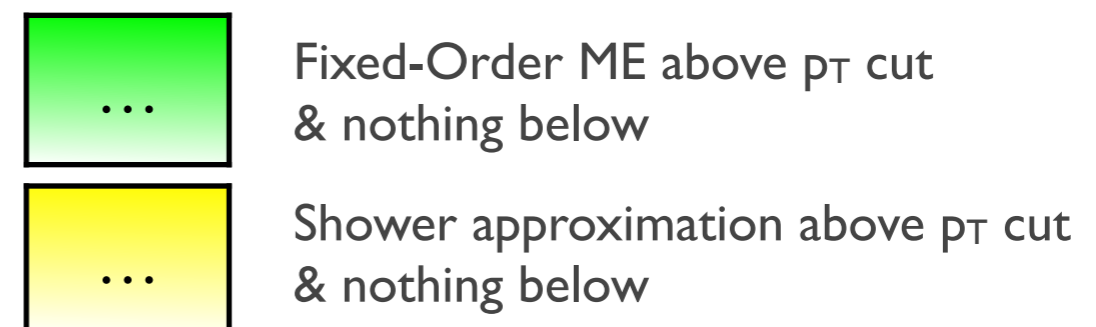 ...
Fixed-Order ME above pT cut
& nothing below
...
Shower approximation above pT cut
& nothing below